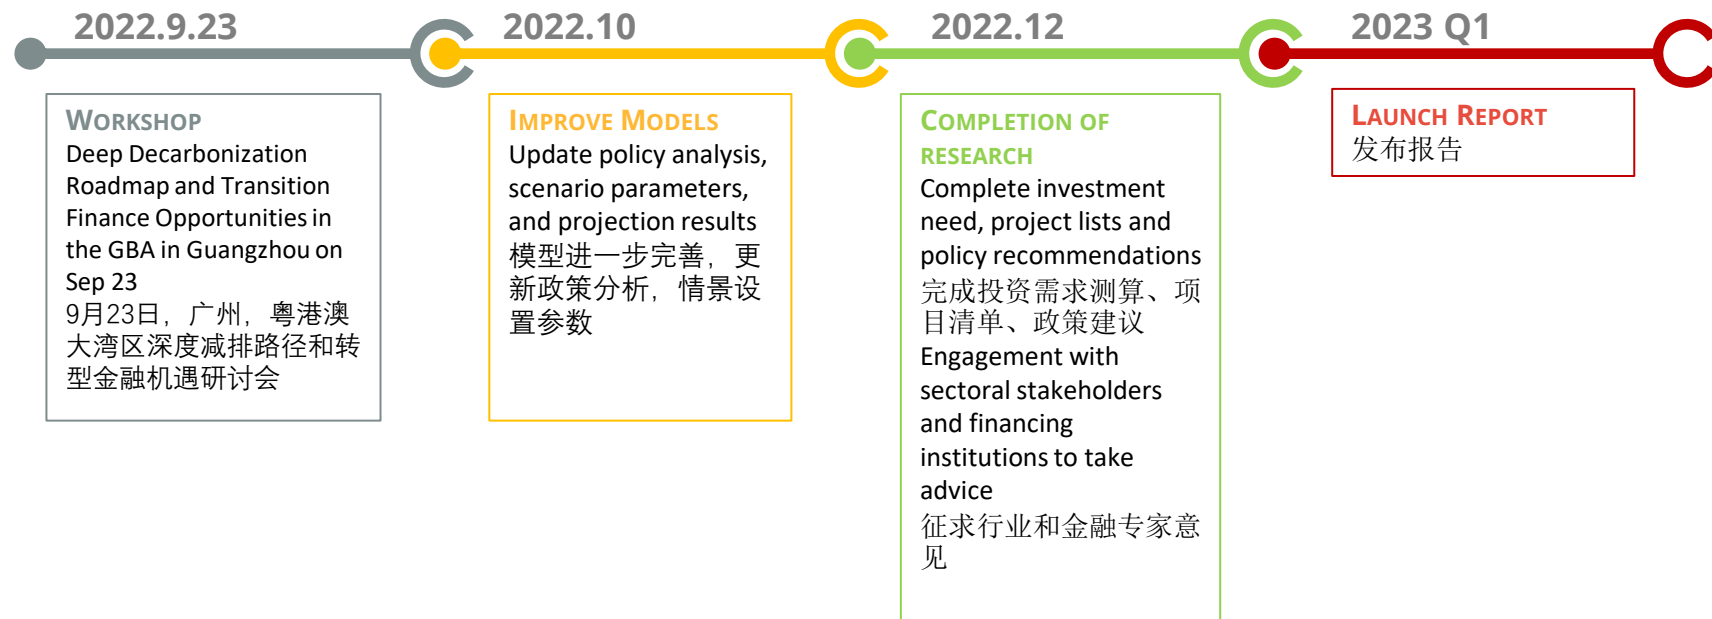 2022.9.23
WORKSHOP
Deep Decarbonization
Roadmap and Transition
Finance Opportunities in
the GBA in Guangzhou on
Sep 23
9月23日，广州，粤港澳
大湾区深度减排路径和转
型金融机遇研讨会
2022.10
IMPROVE MODELS
Update policy analysis,
scenario parameters,
and projection results
模型进一步完善，更
新政策分析，情景设
置参数
2022.12
COMPLETION OF
RESEARCH
Complete investment
need, project lists and
policy recommendations
完成投资需求测算、项
目清单、政策建议
Engagement with
sectoral stakeholders
and financing
institutions to take
advice
征求行业和金融专家意
见
2023 Q1
LAUNCH REPORT
发布报告